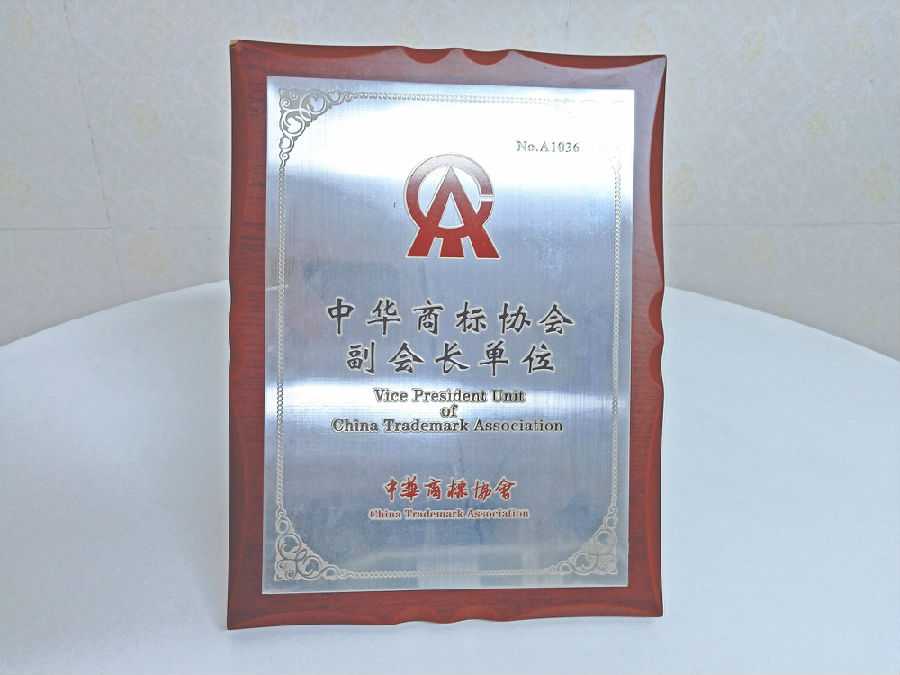 No.A1036
中华商标协会
副会长单位
Vice President Unit
of
China Trademark Association
中華商標協會
China Trademark Association